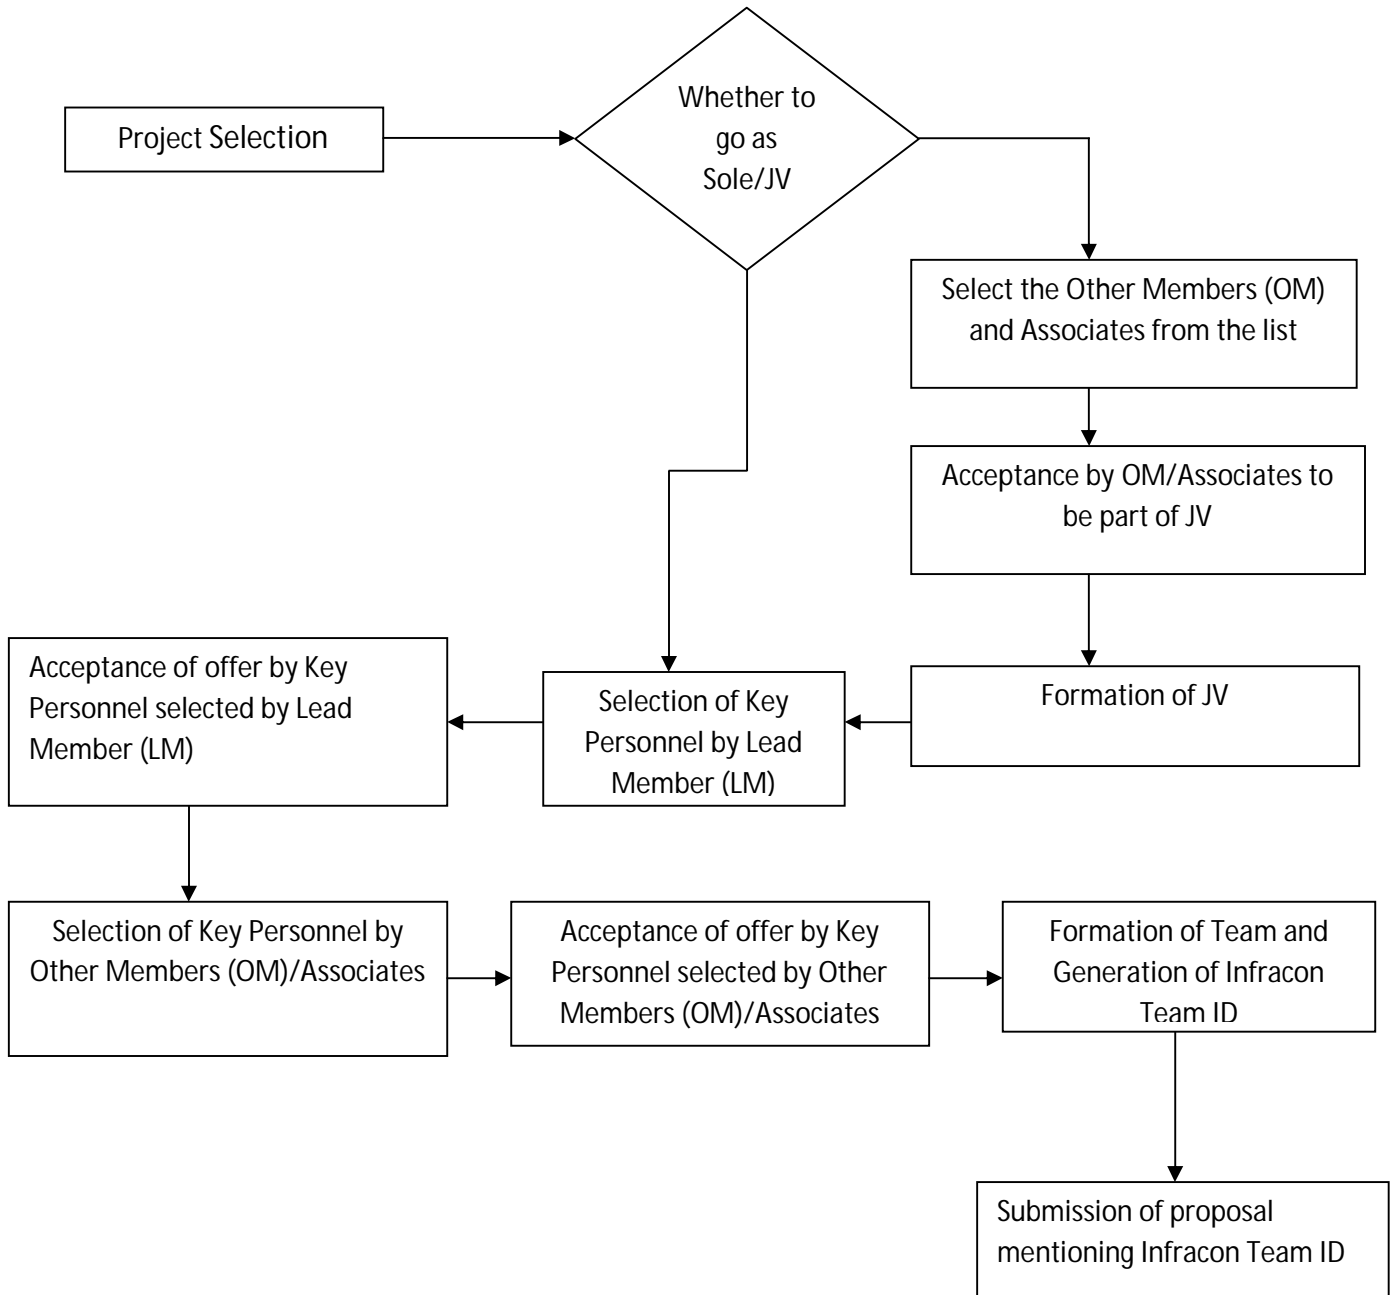 Whether to
go as
Sole/JV
Project Selection
Select the Other Members (OM)
and Associates from the list
Acceptance by OM/Associates to
be part of JV
Formation of JV
Selection of Key
Personnel by Lead
Member (LM)
Acceptance of offer by Key
Personnel selected by Lead
Member (LM)
Selection of Key Personnel by
Other Members (OM)/Associates
Acceptance of offer by Key
Personnel selected by Other
Members (OM)/Associates
Formation of Team and
Generation of Infracon
Team ID
Submission of proposal
mentioning Infracon Team ID